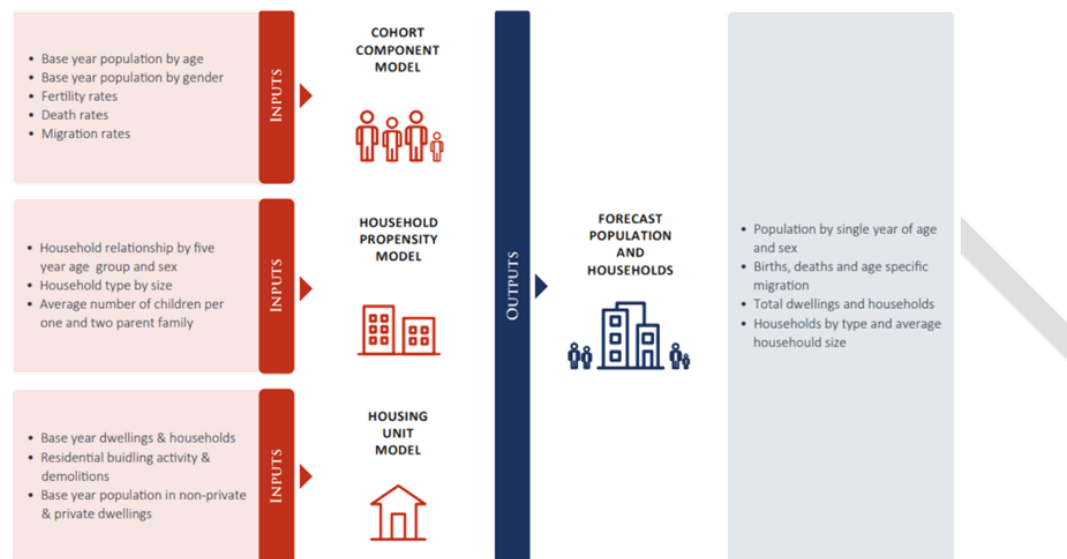 • Base year population by age
• Base year population by gender
• Fertility rates
• Death rates
• Migration rates
INPUTS
COHORT
COMPONENT
MODEL
• Household relationship by five
year age group and sex
• Household type by size
• Average number of children per
one and two parent family
INPUTS
HOUSEHOLD
PROPENSITY
MODEL
• Base year dwellings & households
• Residential buidling activity &
demolitions
• Base year population in non-private
& private dwellings
INPUTS
HOUSING
UNIT
MODEL
OUTPUTS
FORECAST
POPULATION
AND
HOUSEHOLDS
• Population by single year of age
and sex
• Births, deaths and age specific
migration
• Total dwellings and households
• Households by type and average
househould size